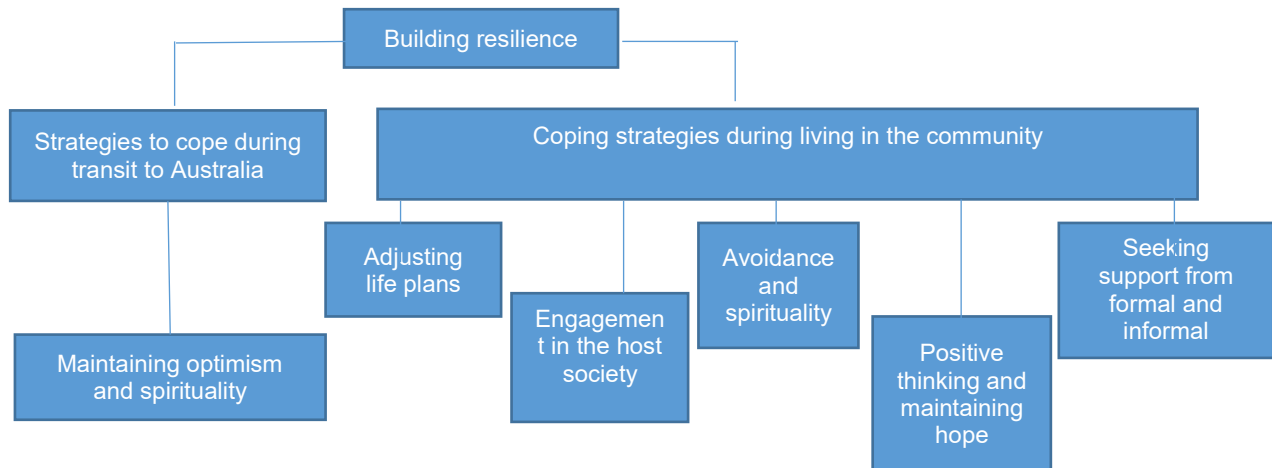 Building resilience
Strategies to cope during
transit to Australia
Coping strategies during living in the community
Adjusting
life plans
Engagemen
t in the host
society
Avoidance
and
spirituality
Positive
thinking and
maintaining
hope
Seeking
support from
formal and
informal
Maintaining optimism
and spirituality